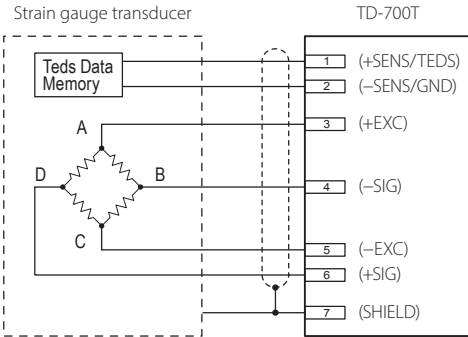 Strain gauge transducer
TD-700T
Teds Data
Memory
1 (+SENS/TEDS)
2 (−SENS/GND)
A
3 (+EXC)
D
B
4 (−SIG)
C
5 (−EXC)
6 (+SIG)
7 (SHIELD)